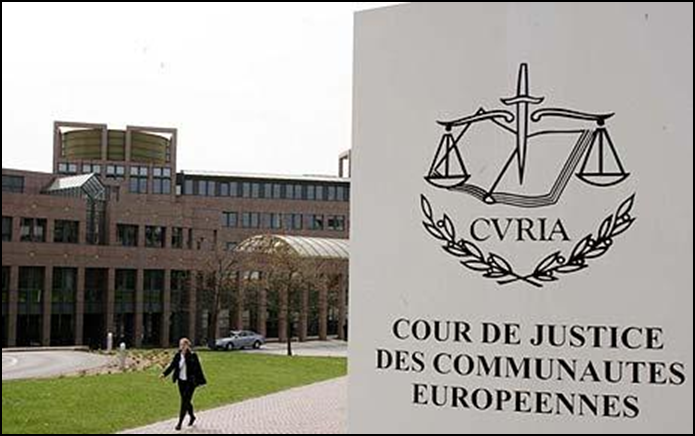 CVRIA
COUR DE JUSTICE
DES COMMUNAUTES
EUROPEENNES